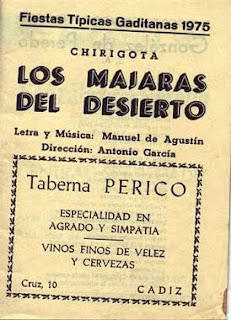 Fiestas Típicas Gaditanas 1975
CHIRIGOTA
LOS MAJARAS
DEL DESIERTO
Letra y Música: Manuel de Agustín
Dirección: Antonio García
Taberna PERICO
ESPECIALIDAD EN
AGRADO Y SIMPATIA
VINOS FINOS DE VELEZ
Y CERVEZAS
Cruz, 10 CADIZ